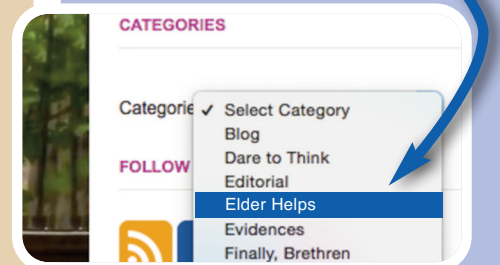 CATEGORIES
Categorie ✓ Select Category
Blog
Dare to Think
FOLLOW
Editorial
Elder Helps
Evidences
Finally, Brethren